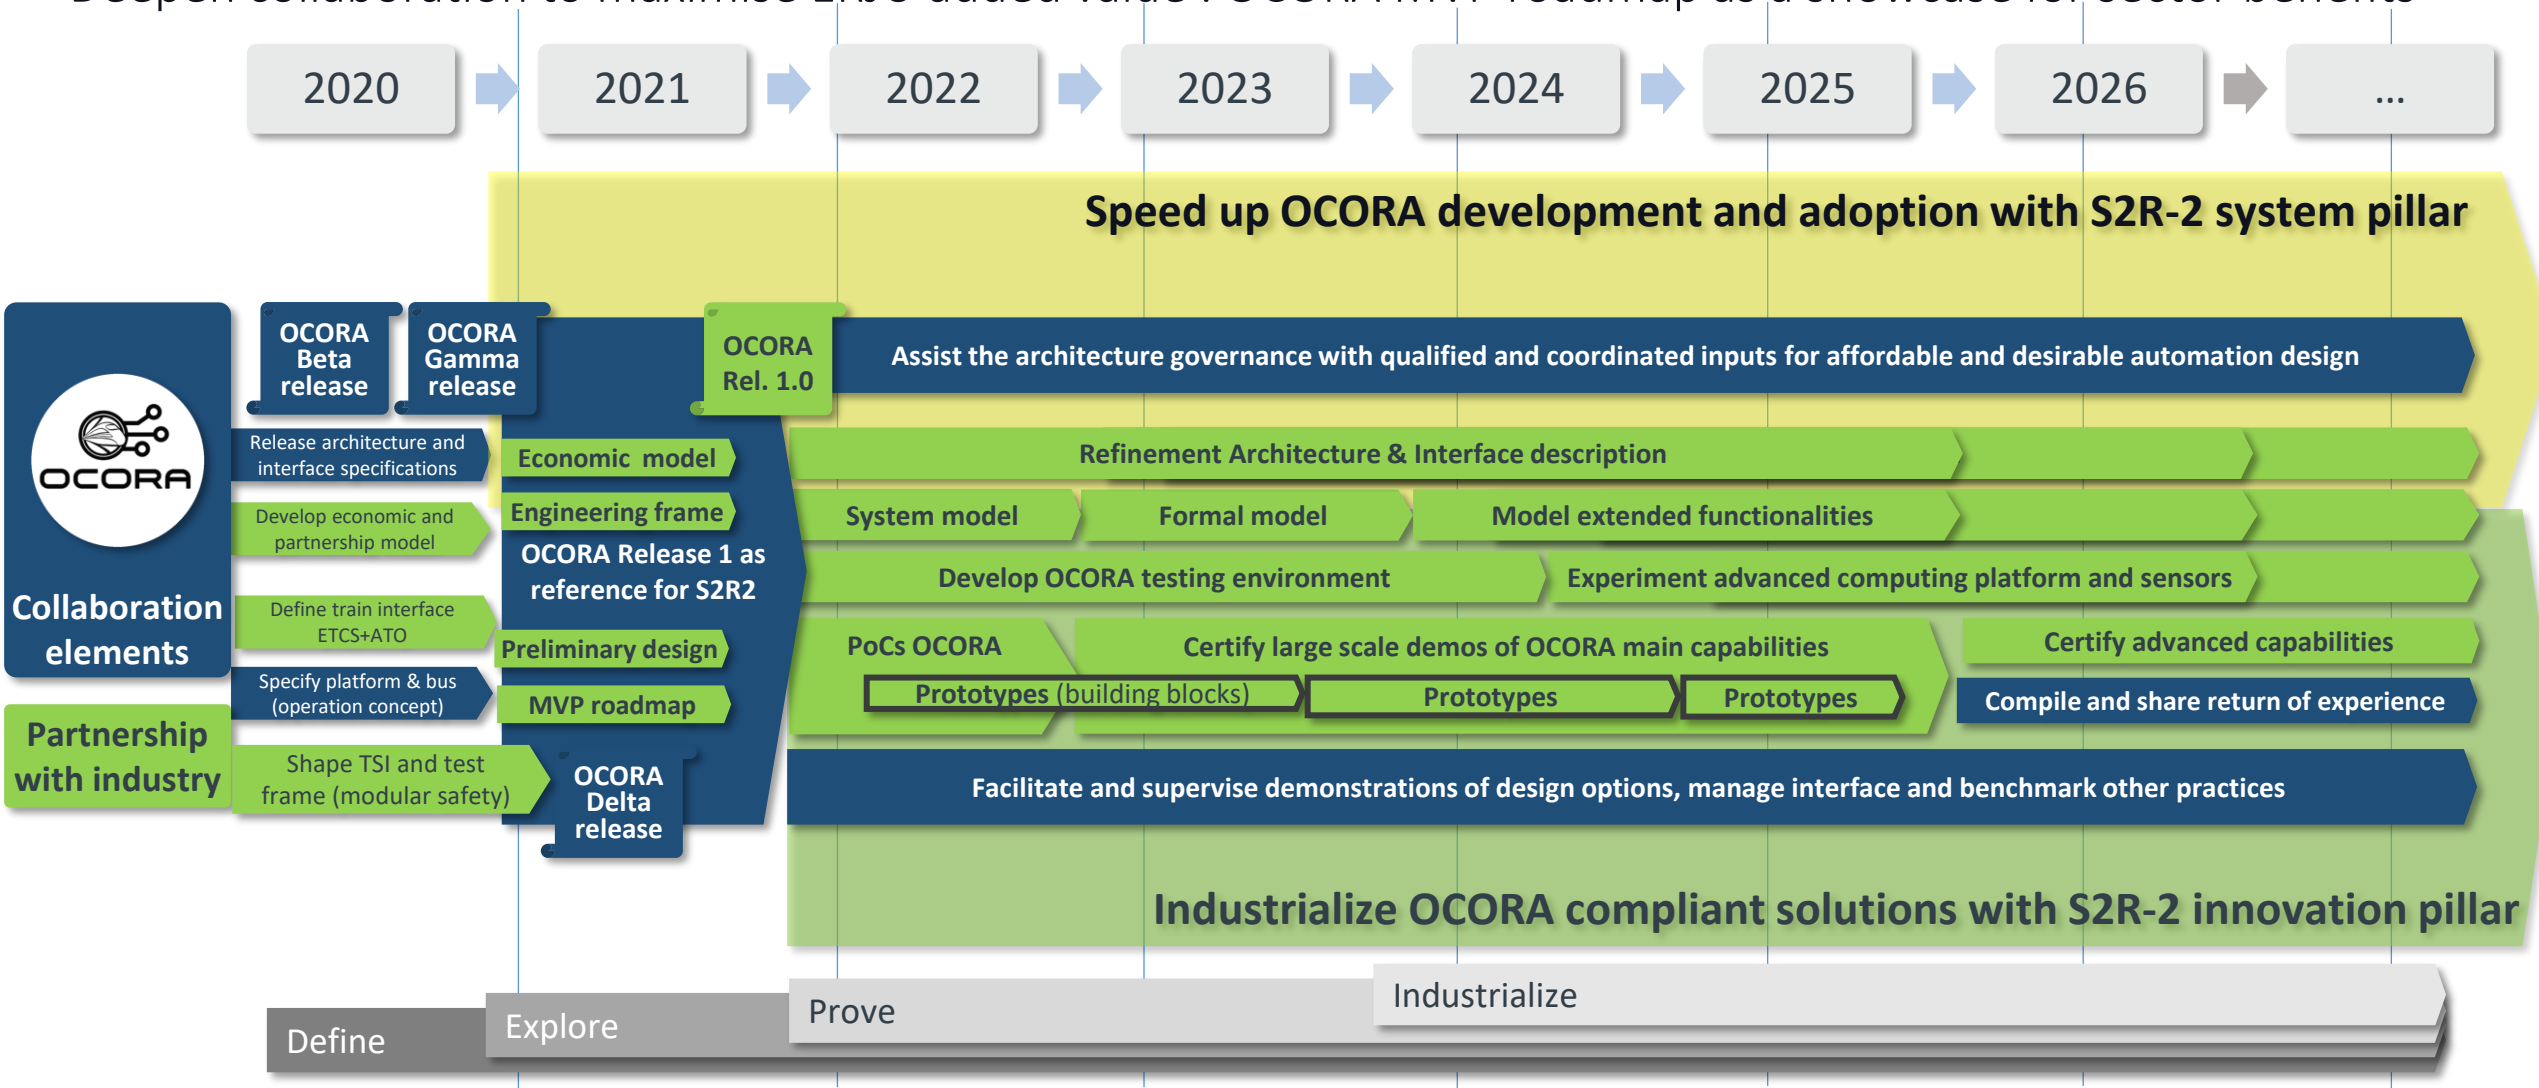 2020
2021
2022
2023
2024
2025
2026
...
Speed up OCORA development and adoption with S2R-2 system pillar
OCORA
Beta
release
OCORA
Gamma
release
OCORA
Rel. 1.0
Assist the architecture governance with qualified and coordinated inputs for affordable and desirable automation design
OCORA
Collaboration
elements
Partnership
with industry
Release architecture and
interface specifications
Develop economic and
partnership model
Define train interface
ETCS+ATO
Specify platform & bus
(operation concept)
Shape TSI and test
frame (modular safety)
Economic model
Engineering frame
OCORA Release 1 as
reference for S2R2
Preliminary design
MVP roadmap
OCORA
Delta
release
Refinement Architecture & Interface description
System model
Formal model
Model extended functionalities
Develop OCORA testing environment
Experiment advanced computing platform and sensors
PoCs OCORA
Certify large scale demos of OCORA main capabilities
Certify advanced capabilities
Prototypes (building blocks)
Prototypes
Prototypes
Compile and share return of experience
Facilitate and supervise demonstrations of design options, manage interface and benchmark other practices
Industrialize OCORA compliant solutions with S2R-2 innovation pillar
Define
Explore
Prove
Industrialize